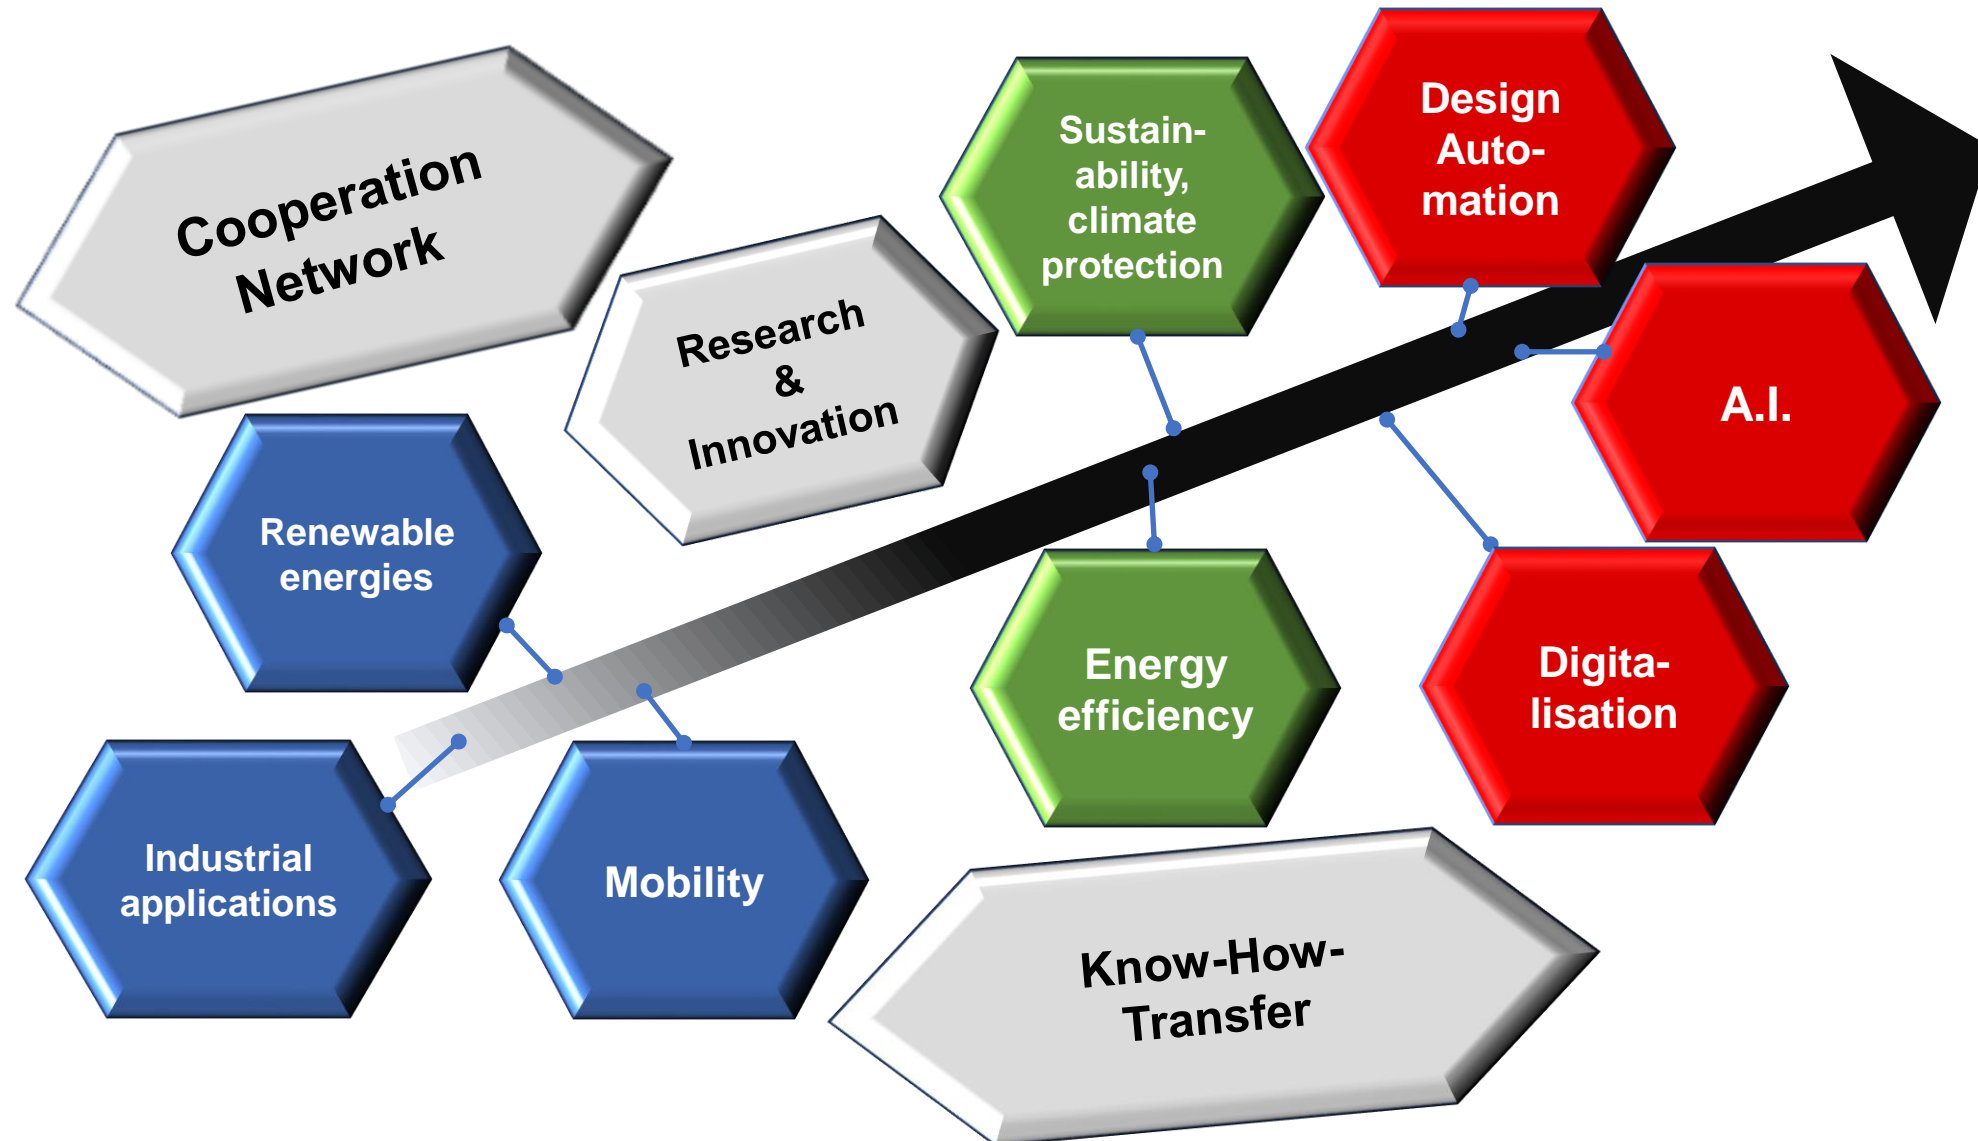 Cooperation
Network
Research
&
Innovation
Sustain-
ability,
climate
protection
Design
Auto-
mation
A.I.
Renewable
energies
Energy
efficiency
Digita-
lisation
Industrial
applications
Mobility
Know-How-
Transfer